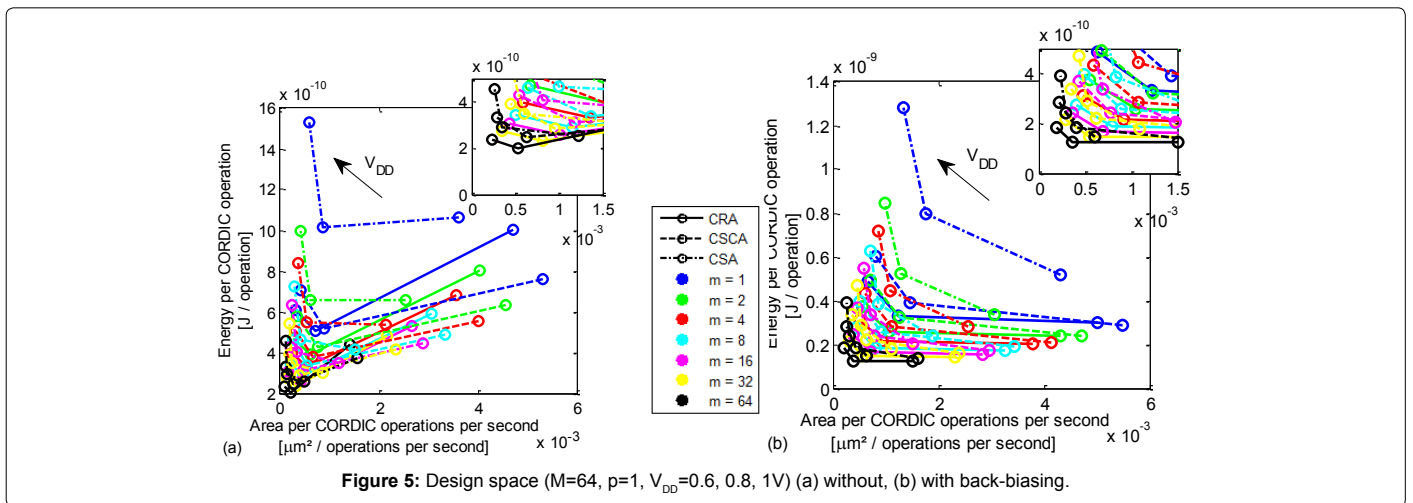 x 10⁻¹⁰
16
14
12
10
8
6
4
2
0
2
4
6
x 10⁻³
Energy per CORDIC operation
[J / operation]
Area per CORDIC operations per second
[µm² / operations per second]
(a)
V_DD
x 10⁻¹⁰
4
2
0
0
0.5
1
1.5
x 10⁻³
CRA
CSCA
CSA
m = 1
m = 2
m = 4
m = 8
m = 16
m = 32
m = 64
x 10⁻⁹
1.4
1.2
1
0.8
0.6
0.4
0.2
0
0
2
4
6
x 10⁻³
Energy per CORDIC operation
[J / operation]
Area per CORDIC operations per second
[µm² / operations per second]
(b)
V_DD
x 10⁻¹⁰
4
2
0
0
0.5
1
1.5
x 10⁻³
Figure 5: Design space (M=64, p=1, V_DD=0.6, 0.8, 1V) (a) without, (b) with back-biasing.